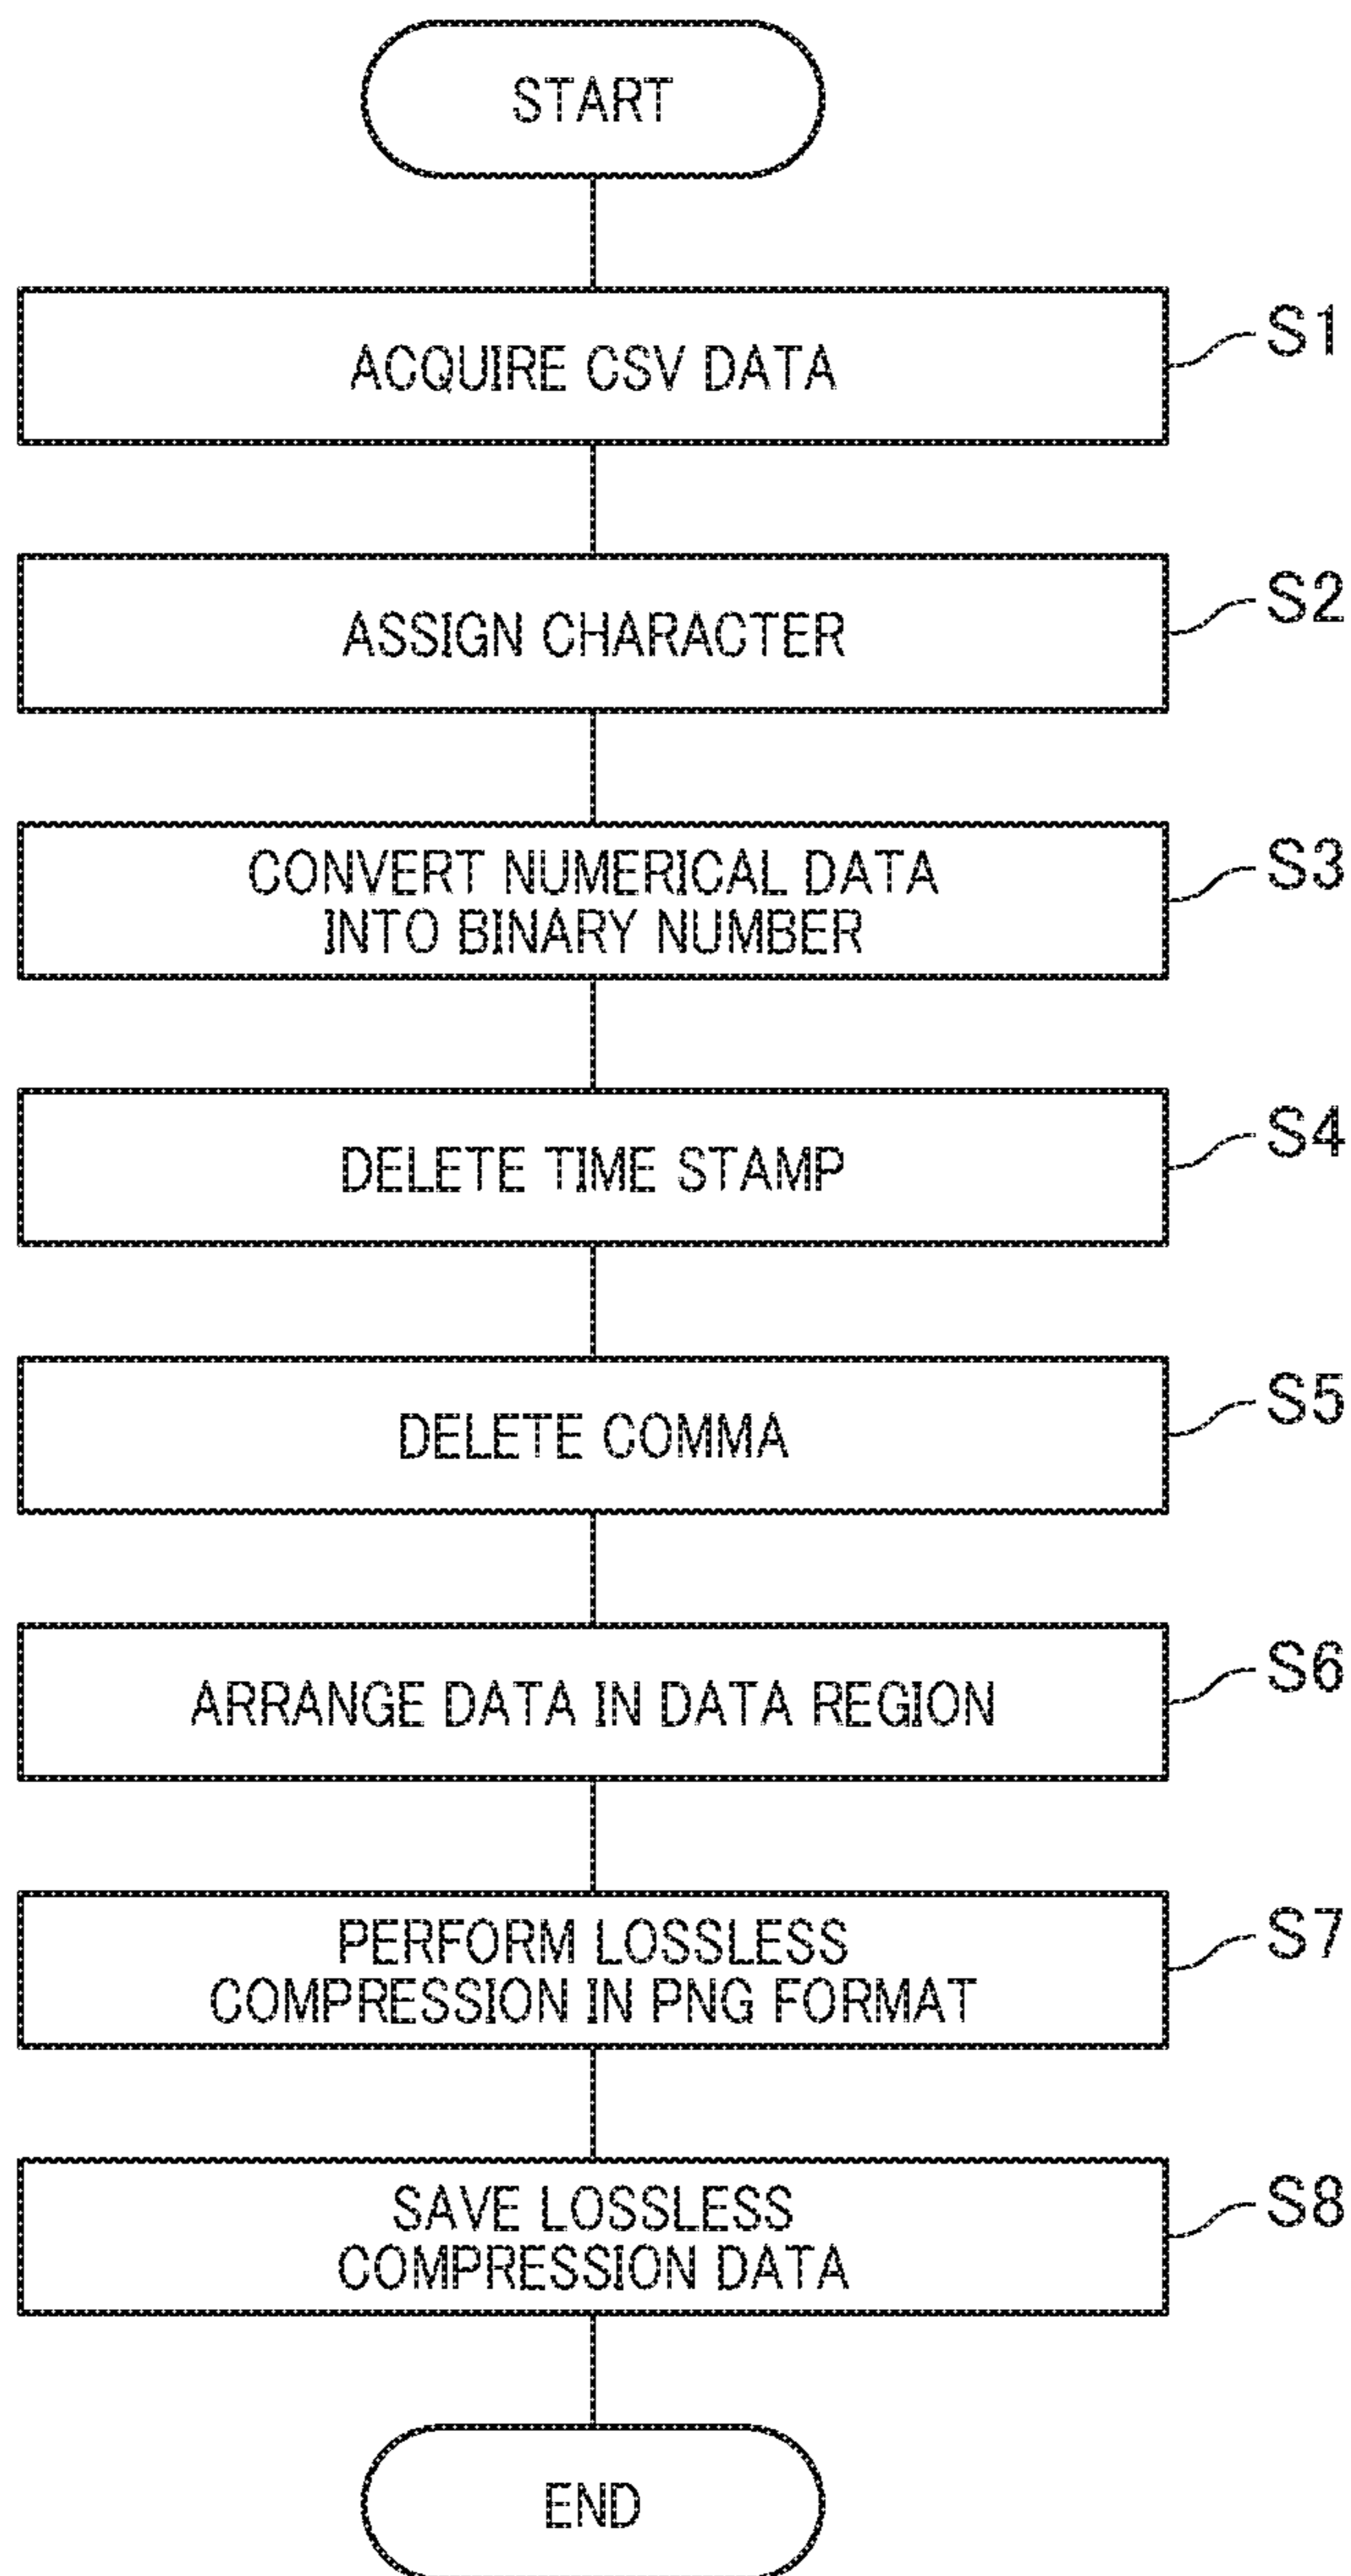 START
ACQUIRE CSV DATA
S1
ASSIGN CHARACTER
S2
CONVERT NUMERICAL DATA
INTO BINARY NUMBER
S3
DELETE TIME STAMP
S4
DELETE COMMA
S5
ARRANGE DATA IN DATA REGION
S6
PERFORM LOSSLESS
COMPRESSION IN PNG FORMAT
S7
SAVE LOSSLESS
COMPRESSION DATA
S8
END